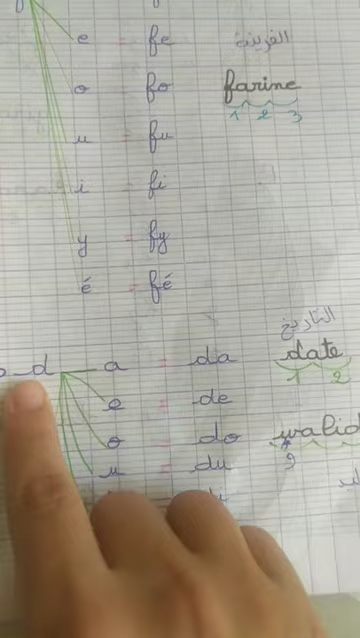 e = fe
الفرينة
o = fo farine
1 2 3
u = fu
i = fi
y = fy
é = fé
التاريخ
d a = da date
1 2
e = de
o = do walid
u = du